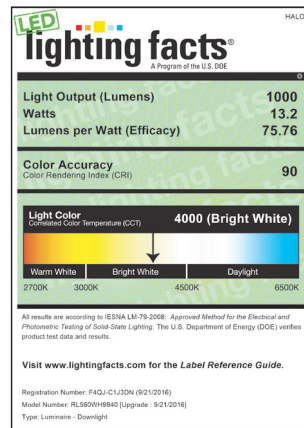 HALO
LED
lighting facts®
A Program of the U.S. DOE
Light Output (Lumens) 1000
Watts 13.2
Lumens per Watt (Efficacy) 75.76
Color Accuracy
Color Rendering Index (CRI) 90
Light Color
Correlated Color Temperature (CCT) 4000 (Bright White)
Warm White Bright White Daylight
2700K 3000K 4500K 6500K
All results are according to IESNA LM-79-2008: Approved Method for the Electrical and
Photometric Testing of Solid-State Lighting. The U.S. Department of Energy (DOE) verifies
product test data and results.
Visit www.lightingfacts.com for the Label Reference Guide.
Registration Number: F4QJ-C1J3DN (9/21/2016)
Model Number: RL560WH9940 [Upgrade : 9/21/2016]
Type: Luminaire - Downlight